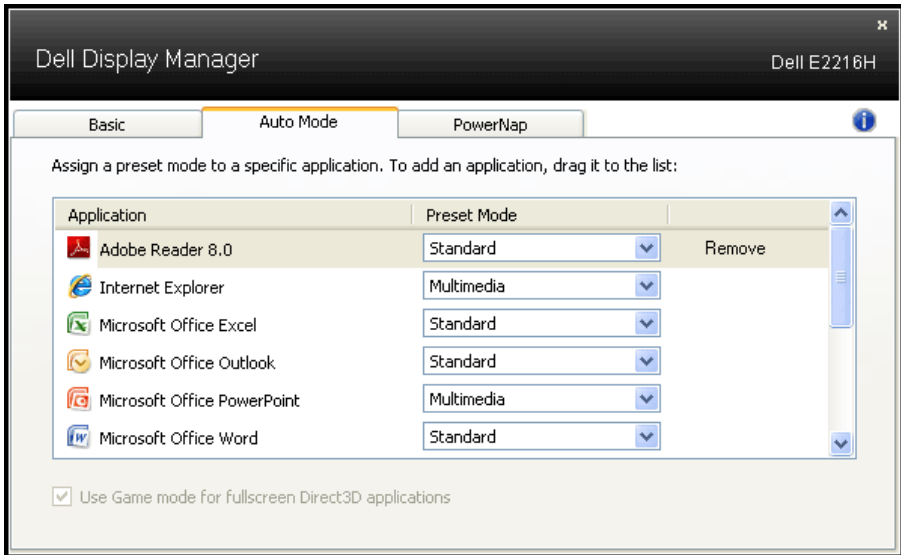 x
Dell Display Manager
Dell E2216H
Basic Auto Mode PowerNap
Assign a preset mode to a specific application. To add an application, drag it to the list:
Application Preset Mode
Adobe Reader 8.0 Standard Remove
Internet Explorer Multimedia
Microsoft Office Excel Standard
Microsoft Office Outlook Standard
Microsoft Office PowerPoint Multimedia
Microsoft Office Word Standard
Use Game mode for fullscreen Direct3D applications